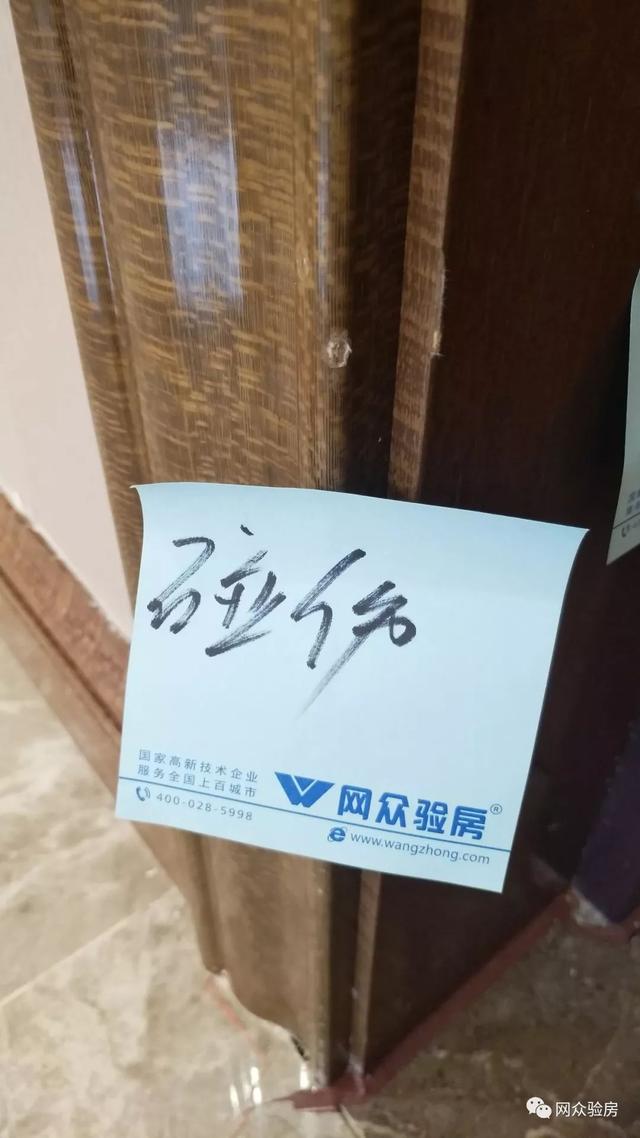 碰伤
国家高新技术企业
服务全国上百城市
400-028-5998
网众验房®
www.wangzhong.com
网众验房